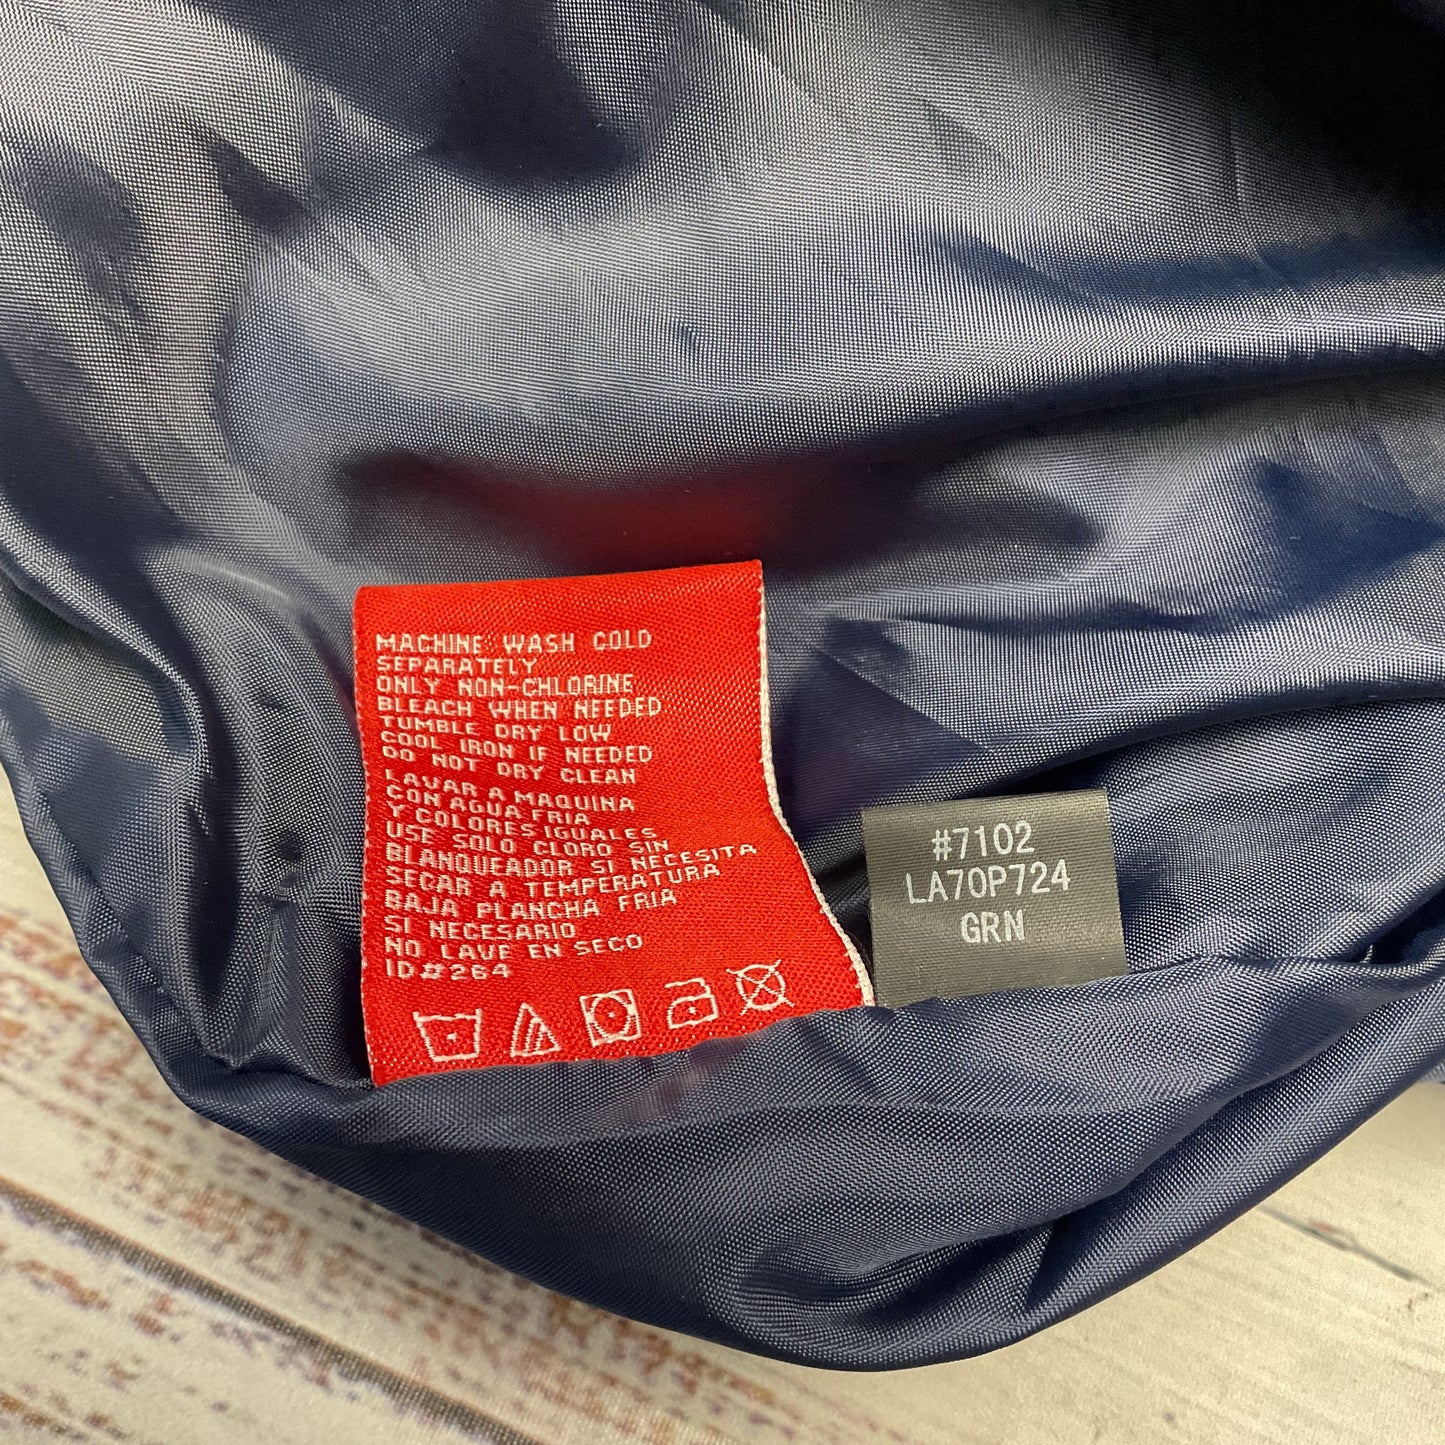 MACHINE WASH COLD
SEPARATELY
ONLY NON-CHLORINE
BLEACH WHEN NEEDED
TUMBLE DRY LOW
COOL IRON IF NEEDED
DO NOT DRY CLEAN
LAVAR A MAQUINA
CON AGUA FRIA
Y COLORES IGUALES
USE SOLO CLORO SIN
BLANQUEADOR SI NECESITA
SECAR A TEMPERATURA
BAJA PLANCHA FRIA
SI NECESARIO
NO LAVE EN SECO
ID#264
#7102
LA70P724
GRN